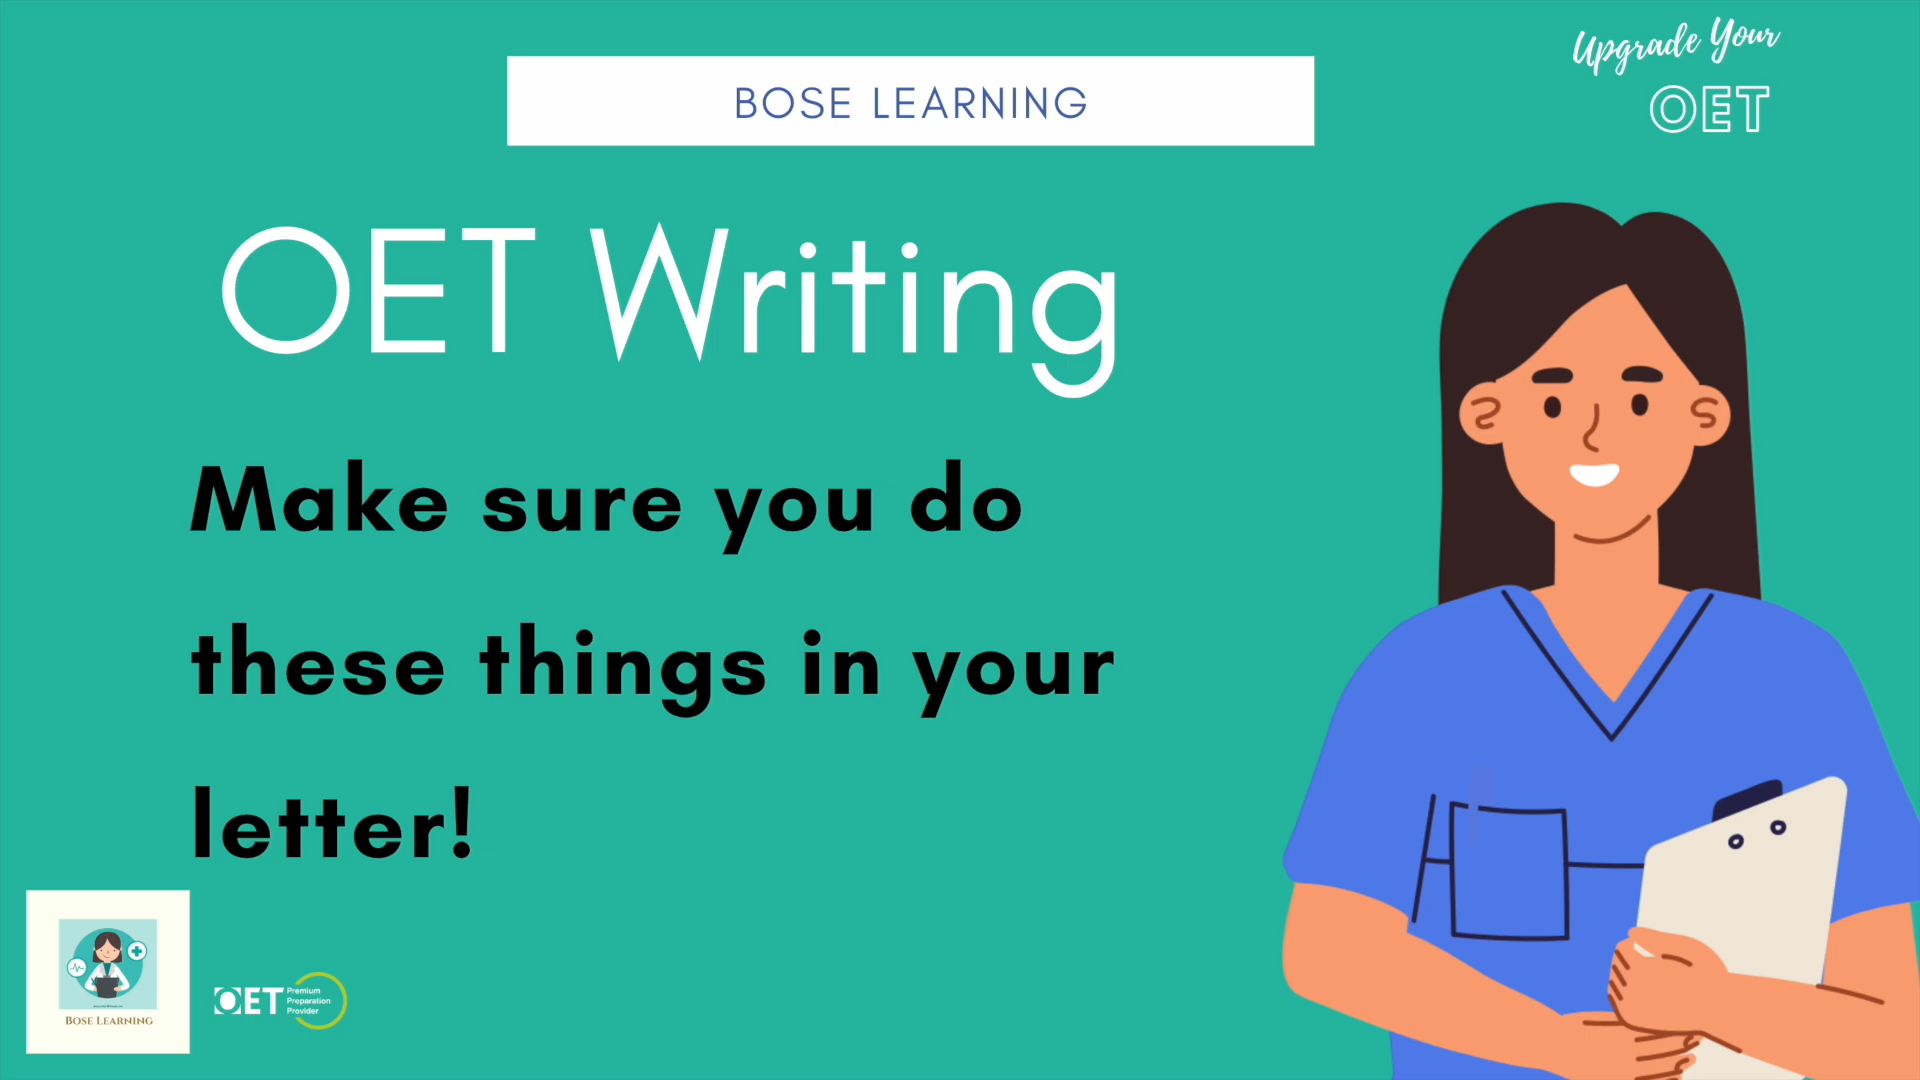 BOSE LEARNING
Upgrade Your
OET
OET Writing
Make sure you do
these things in your
letter!
BOSE LEARNING
OET Premium
Preparation
Provider